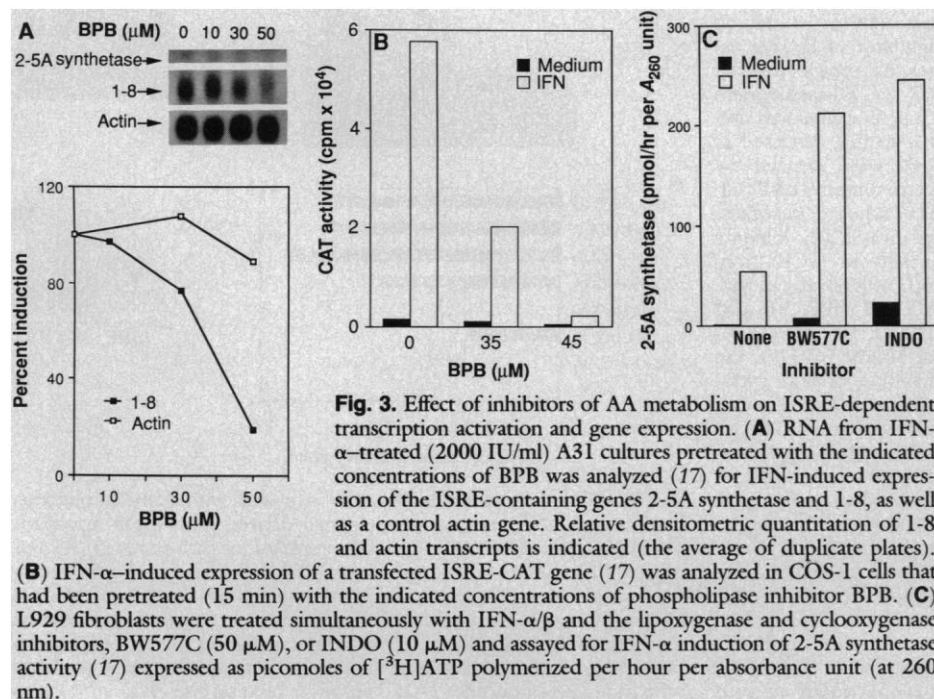 A
BPB (μM)
0 10 30 50
2-5A synthetase
1-8
Actin
120
80
40
0
Percent induction
1-8
Actin
10 30 50
BPB (μM)
B
Medium
IFN
6
2
0
CAT activity (cpm x 10⁴)
0 35 45
BPB (μM)
C
Medium
IFN
300
200
100
0
2-5A synthetase (pmol/hr per A₂₆₀ unit)
None BW577C INDO
Inhibitor
Fig. 3. Effect of inhibitors of AA metabolism on ISRE-dependent
transcription activation and gene expression. (A) RNA from IFN-
α–treated (2000 IU/ml) A31 cultures pretreated with the indicated
concentrations of BPB was analyzed (17) for IFN-induced expres-
sion of the ISRE-containing genes 2-5A synthetase and 1-8, as well
as a control actin gene. Relative densitometric quantitation of 1-8
and actin transcripts is indicated (the average of duplicate plates).
(B) IFN-α–induced expression of a transfected ISRE-CAT gene (17) was analyzed in COS-1 cells that
had been pretreated (15 min) with the indicated concentrations of phospholipase inhibitor BPB. (C)
L929 fibroblasts were treated simultaneously with IFN-α/β and the lipoxygenase and cyclooxygenase
inhibitors, BW577C (50 μM), or INDO (10 μM) and assayed for IFN-α induction of 2-5A synthetase
activity (17) expressed as picomoles of [³H]ATP polymerized per hour per absorbance unit (at 260
nm).